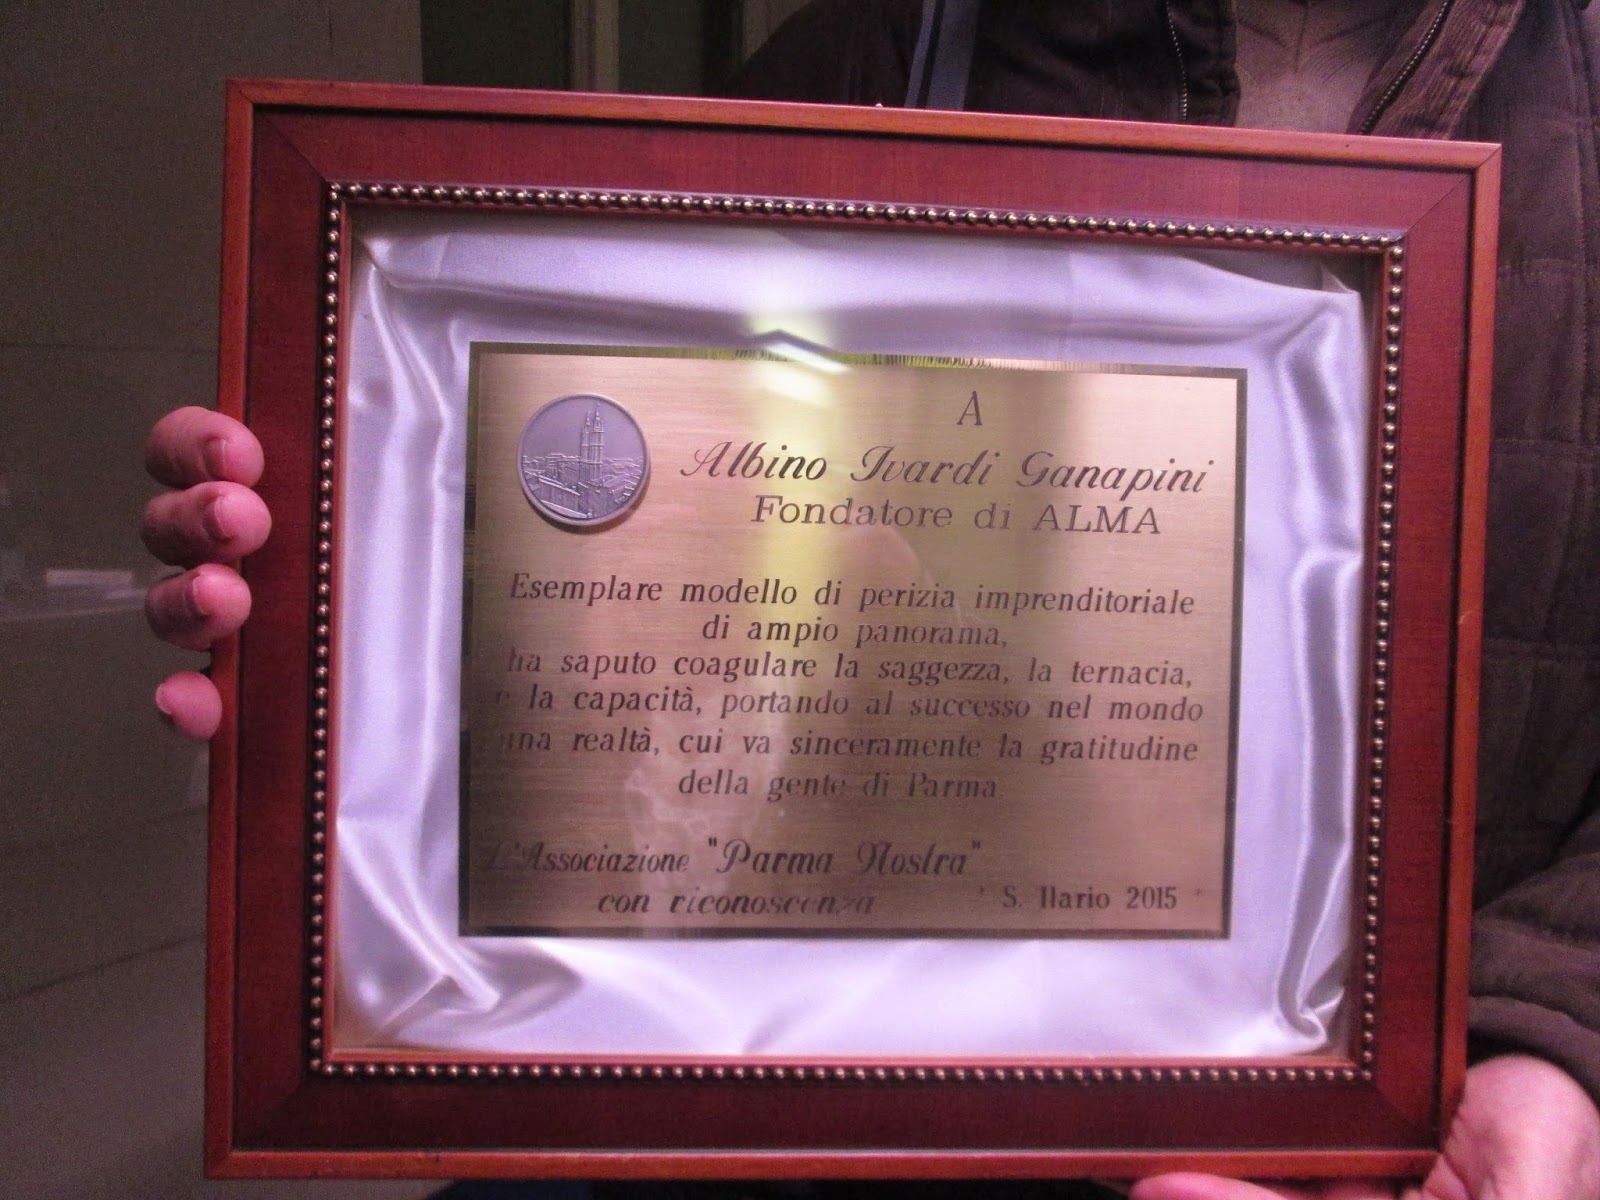 A
Albino Ivardi Ganapini
Fondatore di ALMA
Esemplare modello di perizia imprenditoriale
di ampio panorama,
ha saputo coagulare la saggezza, la ternacia,
e la capacità, portando al successo nel mondo
una realtà, cui va sinceramente la gratitudine
della gente di Parma.
L'Associazione "Parma Nostra"
con riconoscenza
S. Ilario 2015